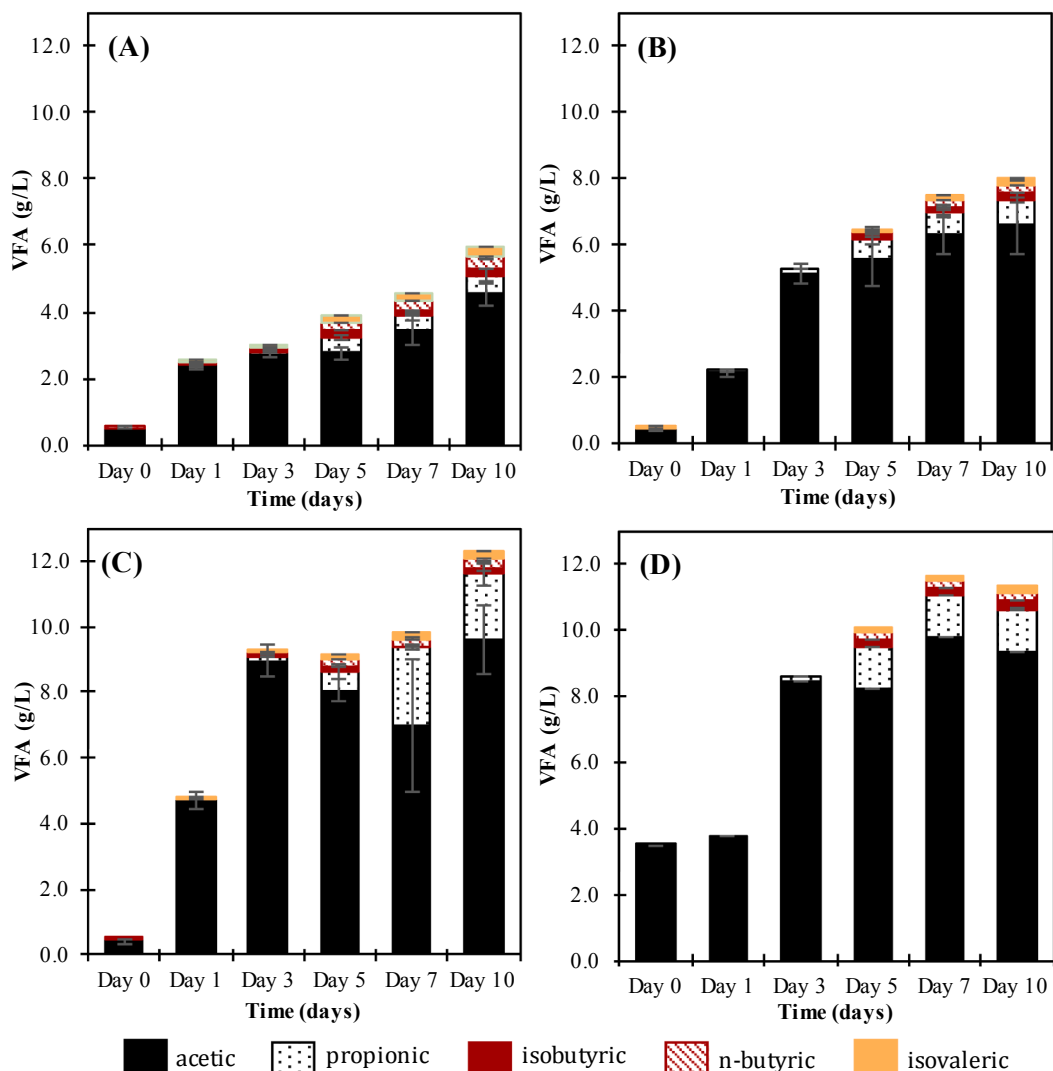 (A)
12.0
10.0
8.0
6.0
4.0
2.0
0.0
VFA (g/L)
Day 0 Day 1 Day 3 Day 5 Day 7 Day 10
Time (days)
(B)
12.0
10.0
8.0
6.0
4.0
2.0
0.0
VFA (g/L)
Day 0 Day 1 Day 3 Day 5 Day 7 Day 10
Time (days)
(C)
12.0
10.0
8.0
6.0
4.0
2.0
0.0
VFA (g/L)
Day 0 Day 1 Day 3 Day 5 Day 7 Day 10
Time (days)
(D)
12.0
10.0
8.0
6.0
4.0
2.0
0.0
VFA (g/L)
Day 0 Day 1 Day 3 Day 5 Day 7 Day 10
Time (days)
acetic propionic isobutyric n-butyric isovaleric